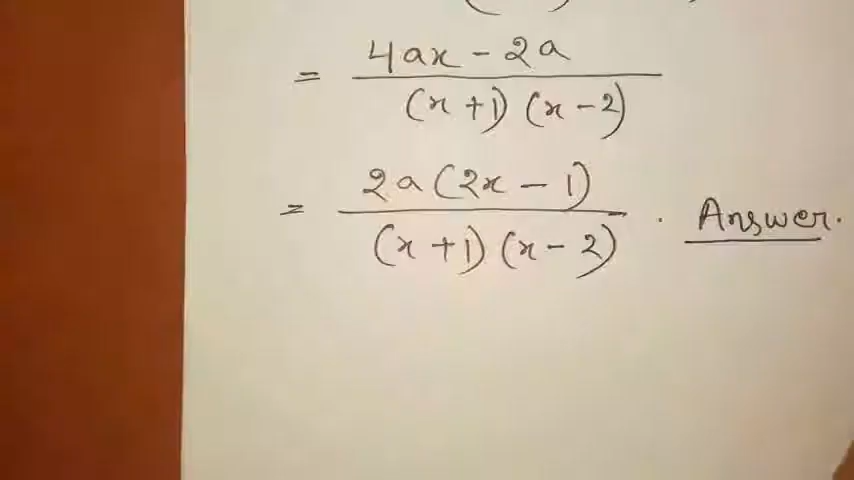 = 4ax - 2a / (x+1) (x-2)
= 2a(2x - 1) / (x+1) (x-2) . Answer.